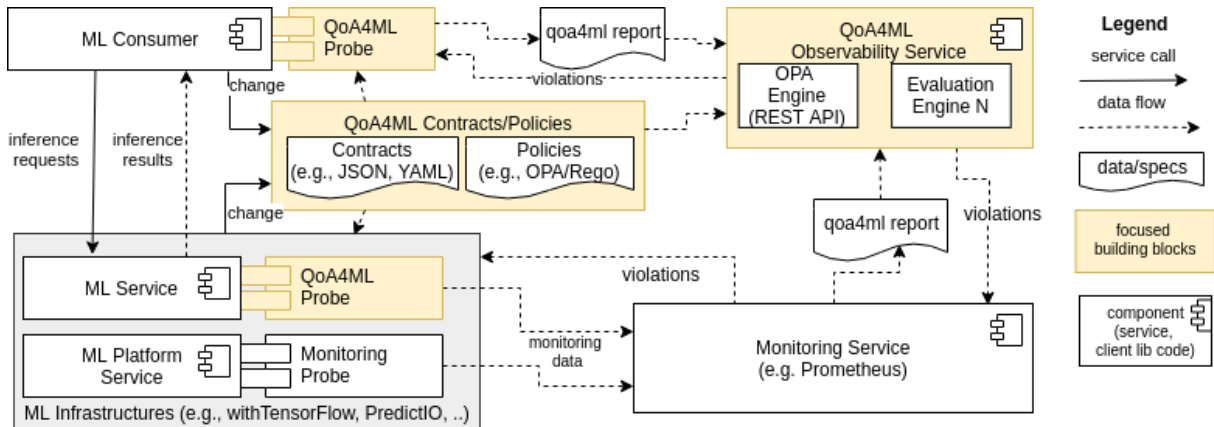 ML Consumer
QoA4ML
Probe
qoa4ml report
violations
QoA4ML
Observability Service
OPA
Engine
(REST API)
Evaluation
Engine N
Legend
service call
data flow
data/specs
focused
building blocks
component
(service,
client lib code)
change
inference
requests
inference
results
QoA4ML Contracts/Policies
Contracts
(e.g., JSON, YAML)
Policies
(e.g., OPA/Rego)
change
qoa4ml report
violations
violations
ML Service
QoA4ML
Probe
ML Platform
Service
Monitoring
Probe
ML Infrastructures (e.g., withTensorFlow, PredictIO, ..)
monitoring
data
Monitoring Service
(e.g. Prometheus)